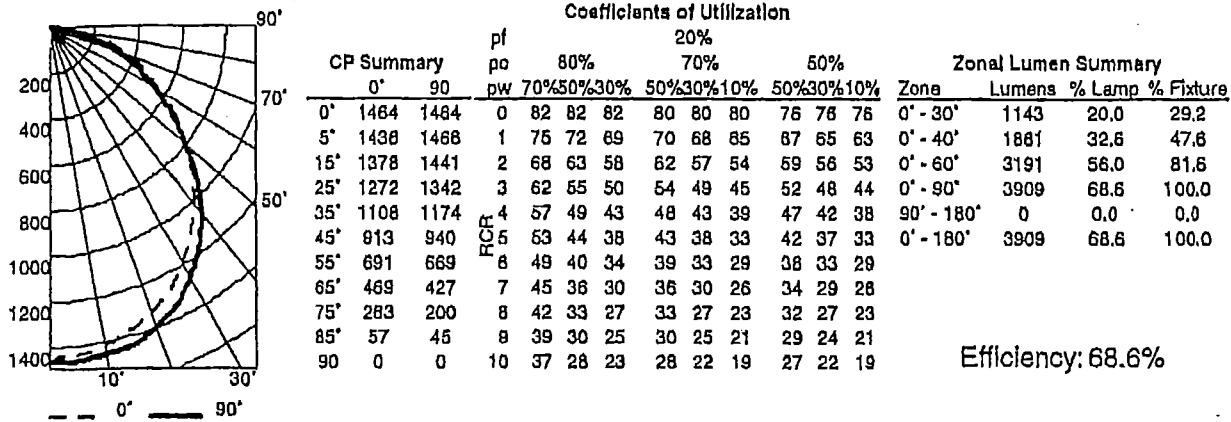 Coefficients of Utilization
pf 20%
CP Summary pc 80% 70% 50%
0° 90 pw 70%50%30% 50%30%10% 50%30%10%
0° 1464 1464 0 82 82 82 80 80 80 76 76 76
5° 1436 1466 1 75 72 69 70 68 65 67 65 63
15° 1378 1441 2 68 63 58 62 57 54 59 56 53
25° 1272 1342 3 62 55 50 54 49 45 52 48 44
35° 1108 1174 4 57 49 43 48 43 39 47 42 38
45° 913 940 RCR 5 53 44 38 43 38 33 42 37 33
55° 691 669 6 49 40 34 39 33 29 38 33 29
65° 469 427 7 45 36 30 36 30 26 34 29 26
75° 283 200 8 42 33 27 33 27 23 32 27 23
85° 57 45 9 39 30 25 30 25 21 29 24 21
90 0 0 10 37 28 23 28 22 19 27 22 19
Zonal Lumen Summary
Zone Lumens % Lamp % Fixture
0° - 30° 1143 20.0 29.2
0° - 40° 1861 32.6 47.6
0° - 60° 3191 56.0 81.6
0° - 90° 3909 68.6 100.0
90° - 180° 0 0.0 0.0
0° - 180° 3909 68.6 100.0
Efficiency: 68.6%
90°
70°
50°
30°
10°
200
400
600
800
1000
1200
1400
0° 90°